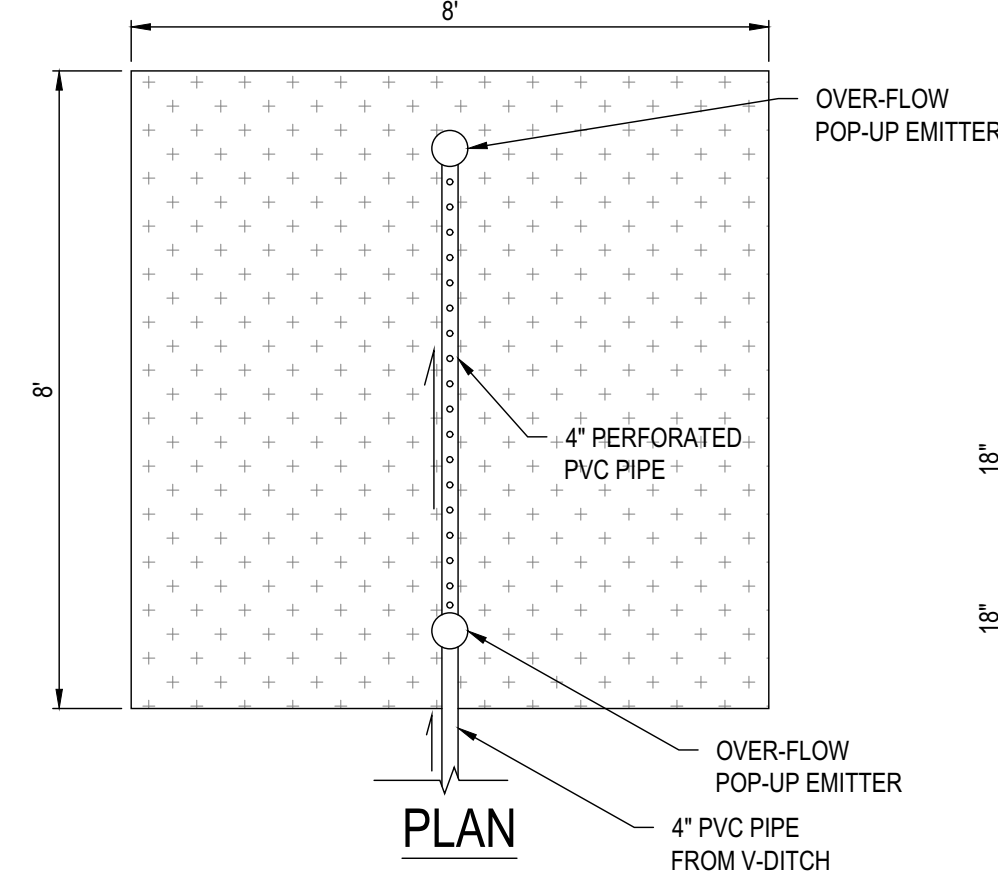 8'
OVER-FLOW
POP-UP EMITTER
8'
4" PERFORATED
PVC PIPE
18"
18"
OVER-FLOW
POP-UP EMITTER
PLAN
4" PVC PIPE
FROM V-DITCH